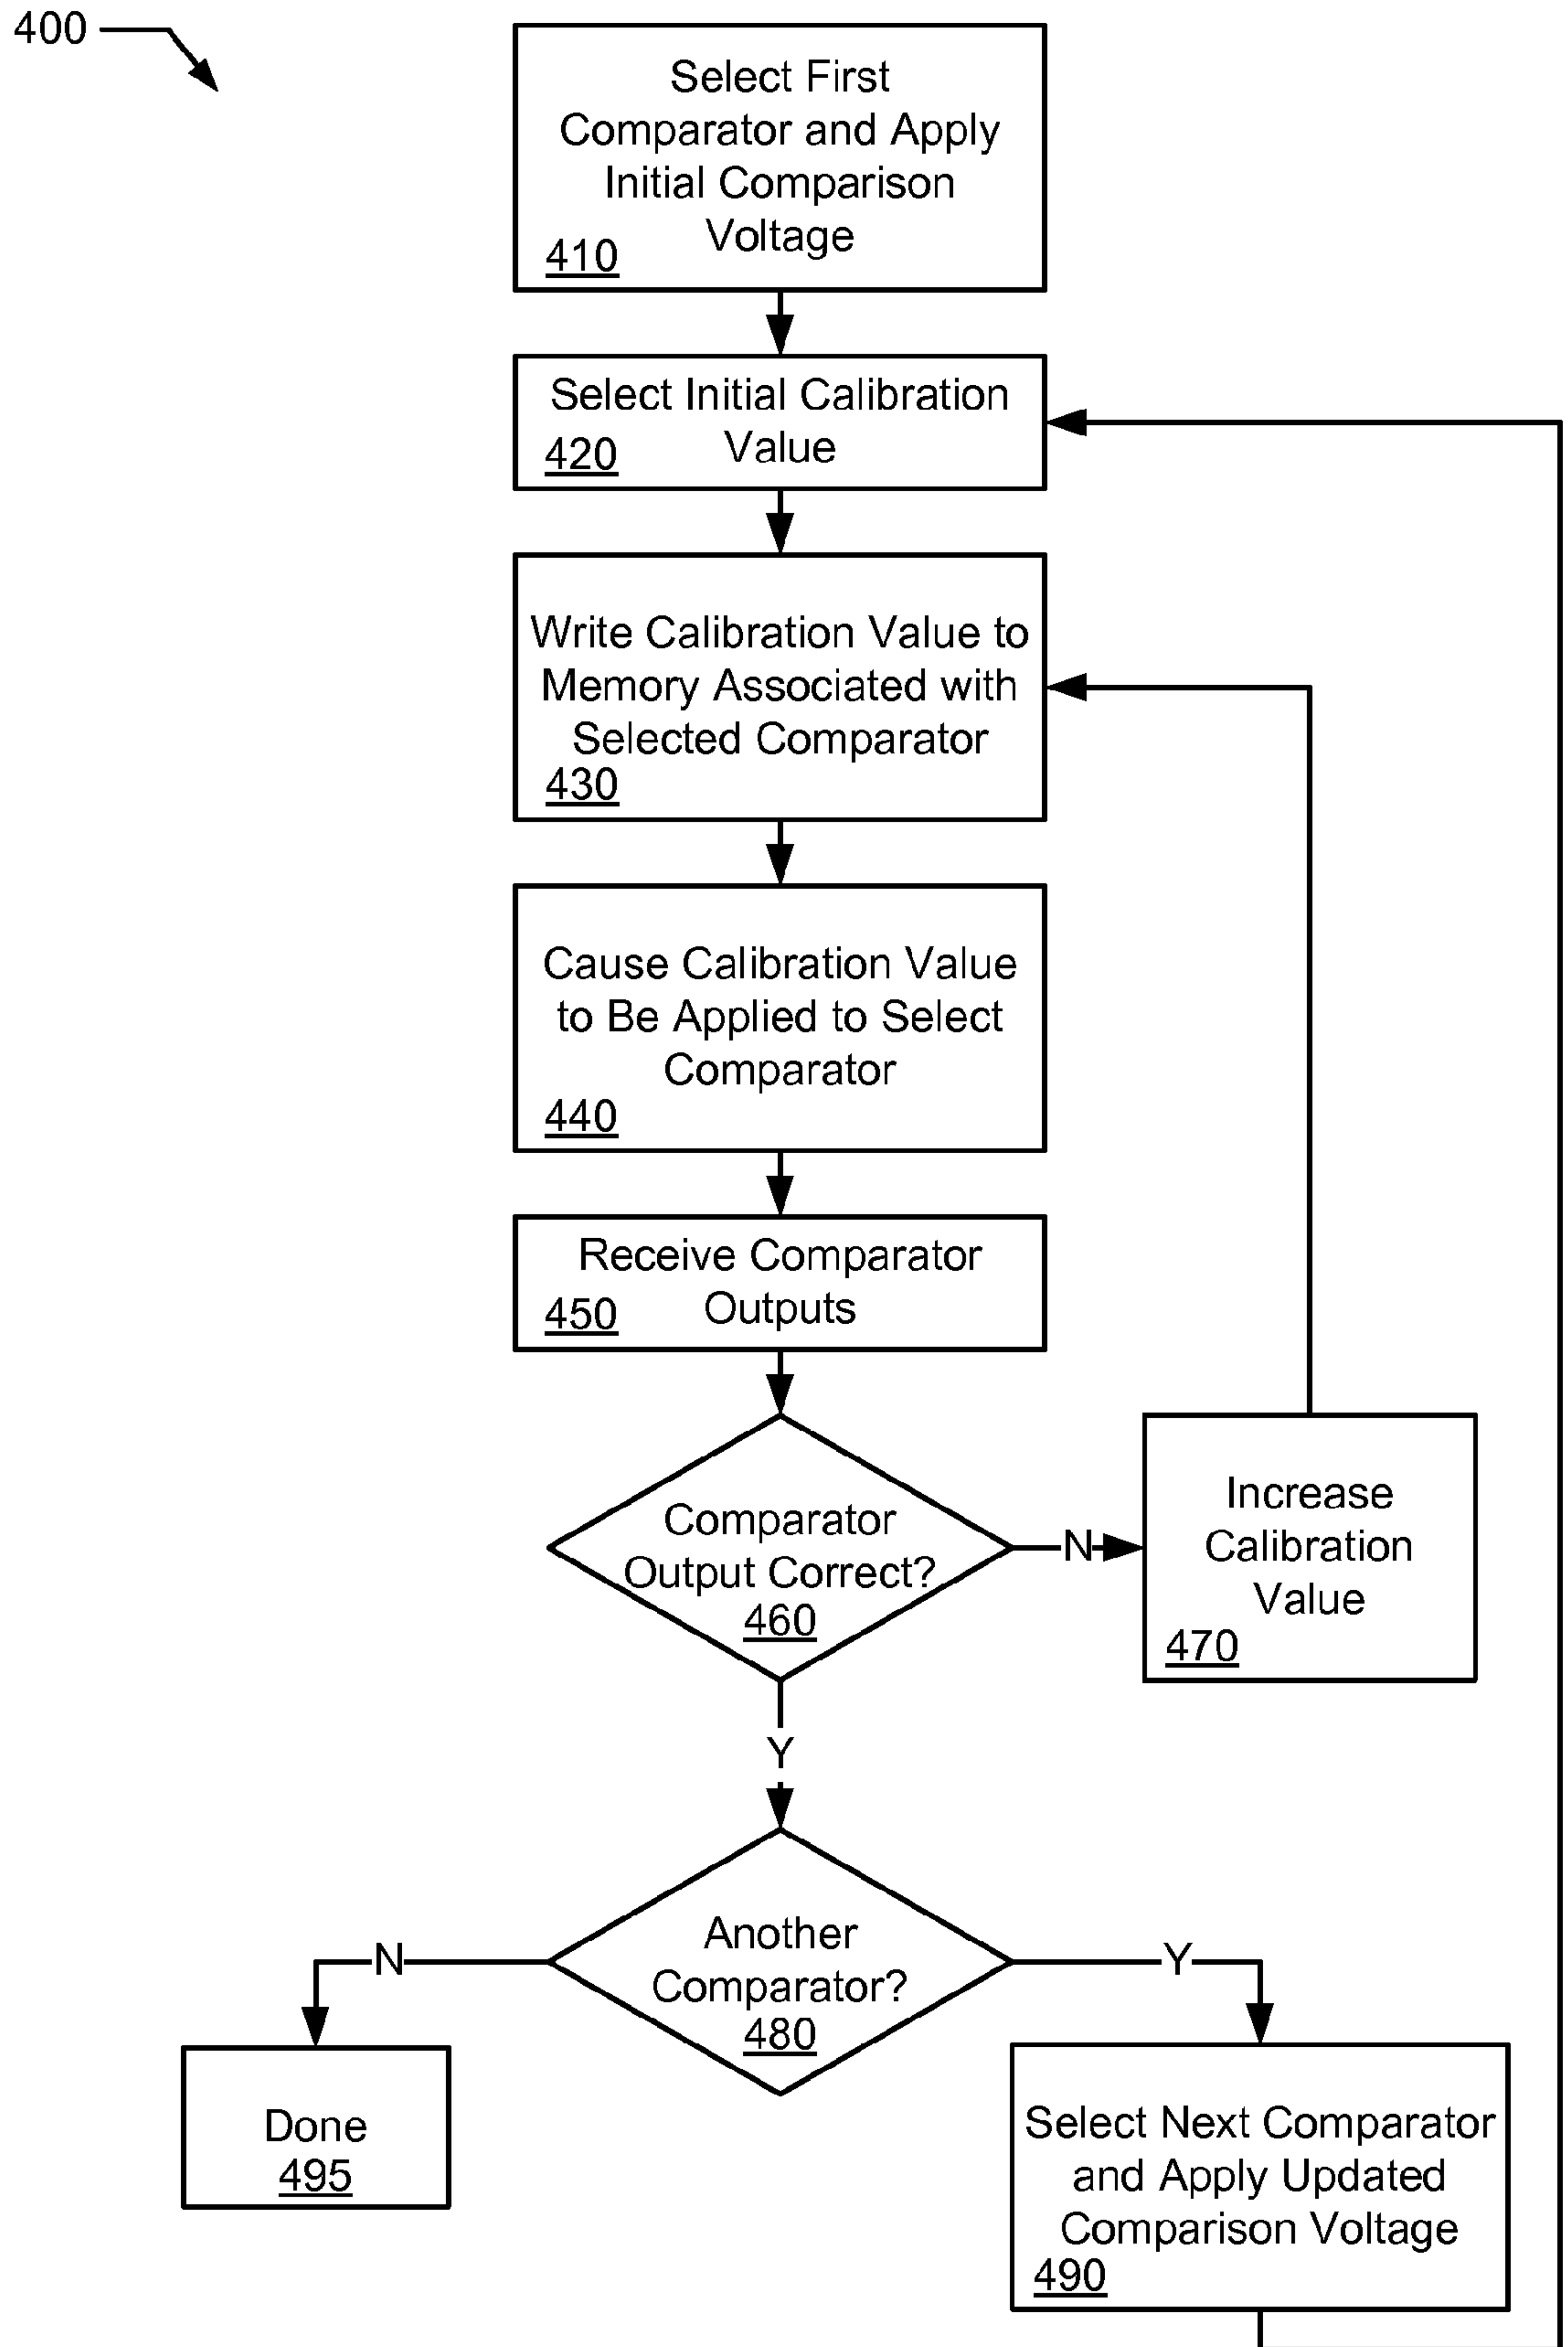 400
Select First
Comparator and Apply
Initial Comparison
Voltage
410
Select Initial Calibration
Value
420
Write Calibration Value to
Memory Associated with
Selected Comparator
430
Cause Calibration Value
to Be Applied to Select
Comparator
440
Receive Comparator
Outputs
450
Comparator
Output Correct?
460
N
Increase
Calibration
Value
470
Y
Another
Comparator?
480
N
Y
Done
495
Select Next Comparator
and Apply Updated
Comparison Voltage
490